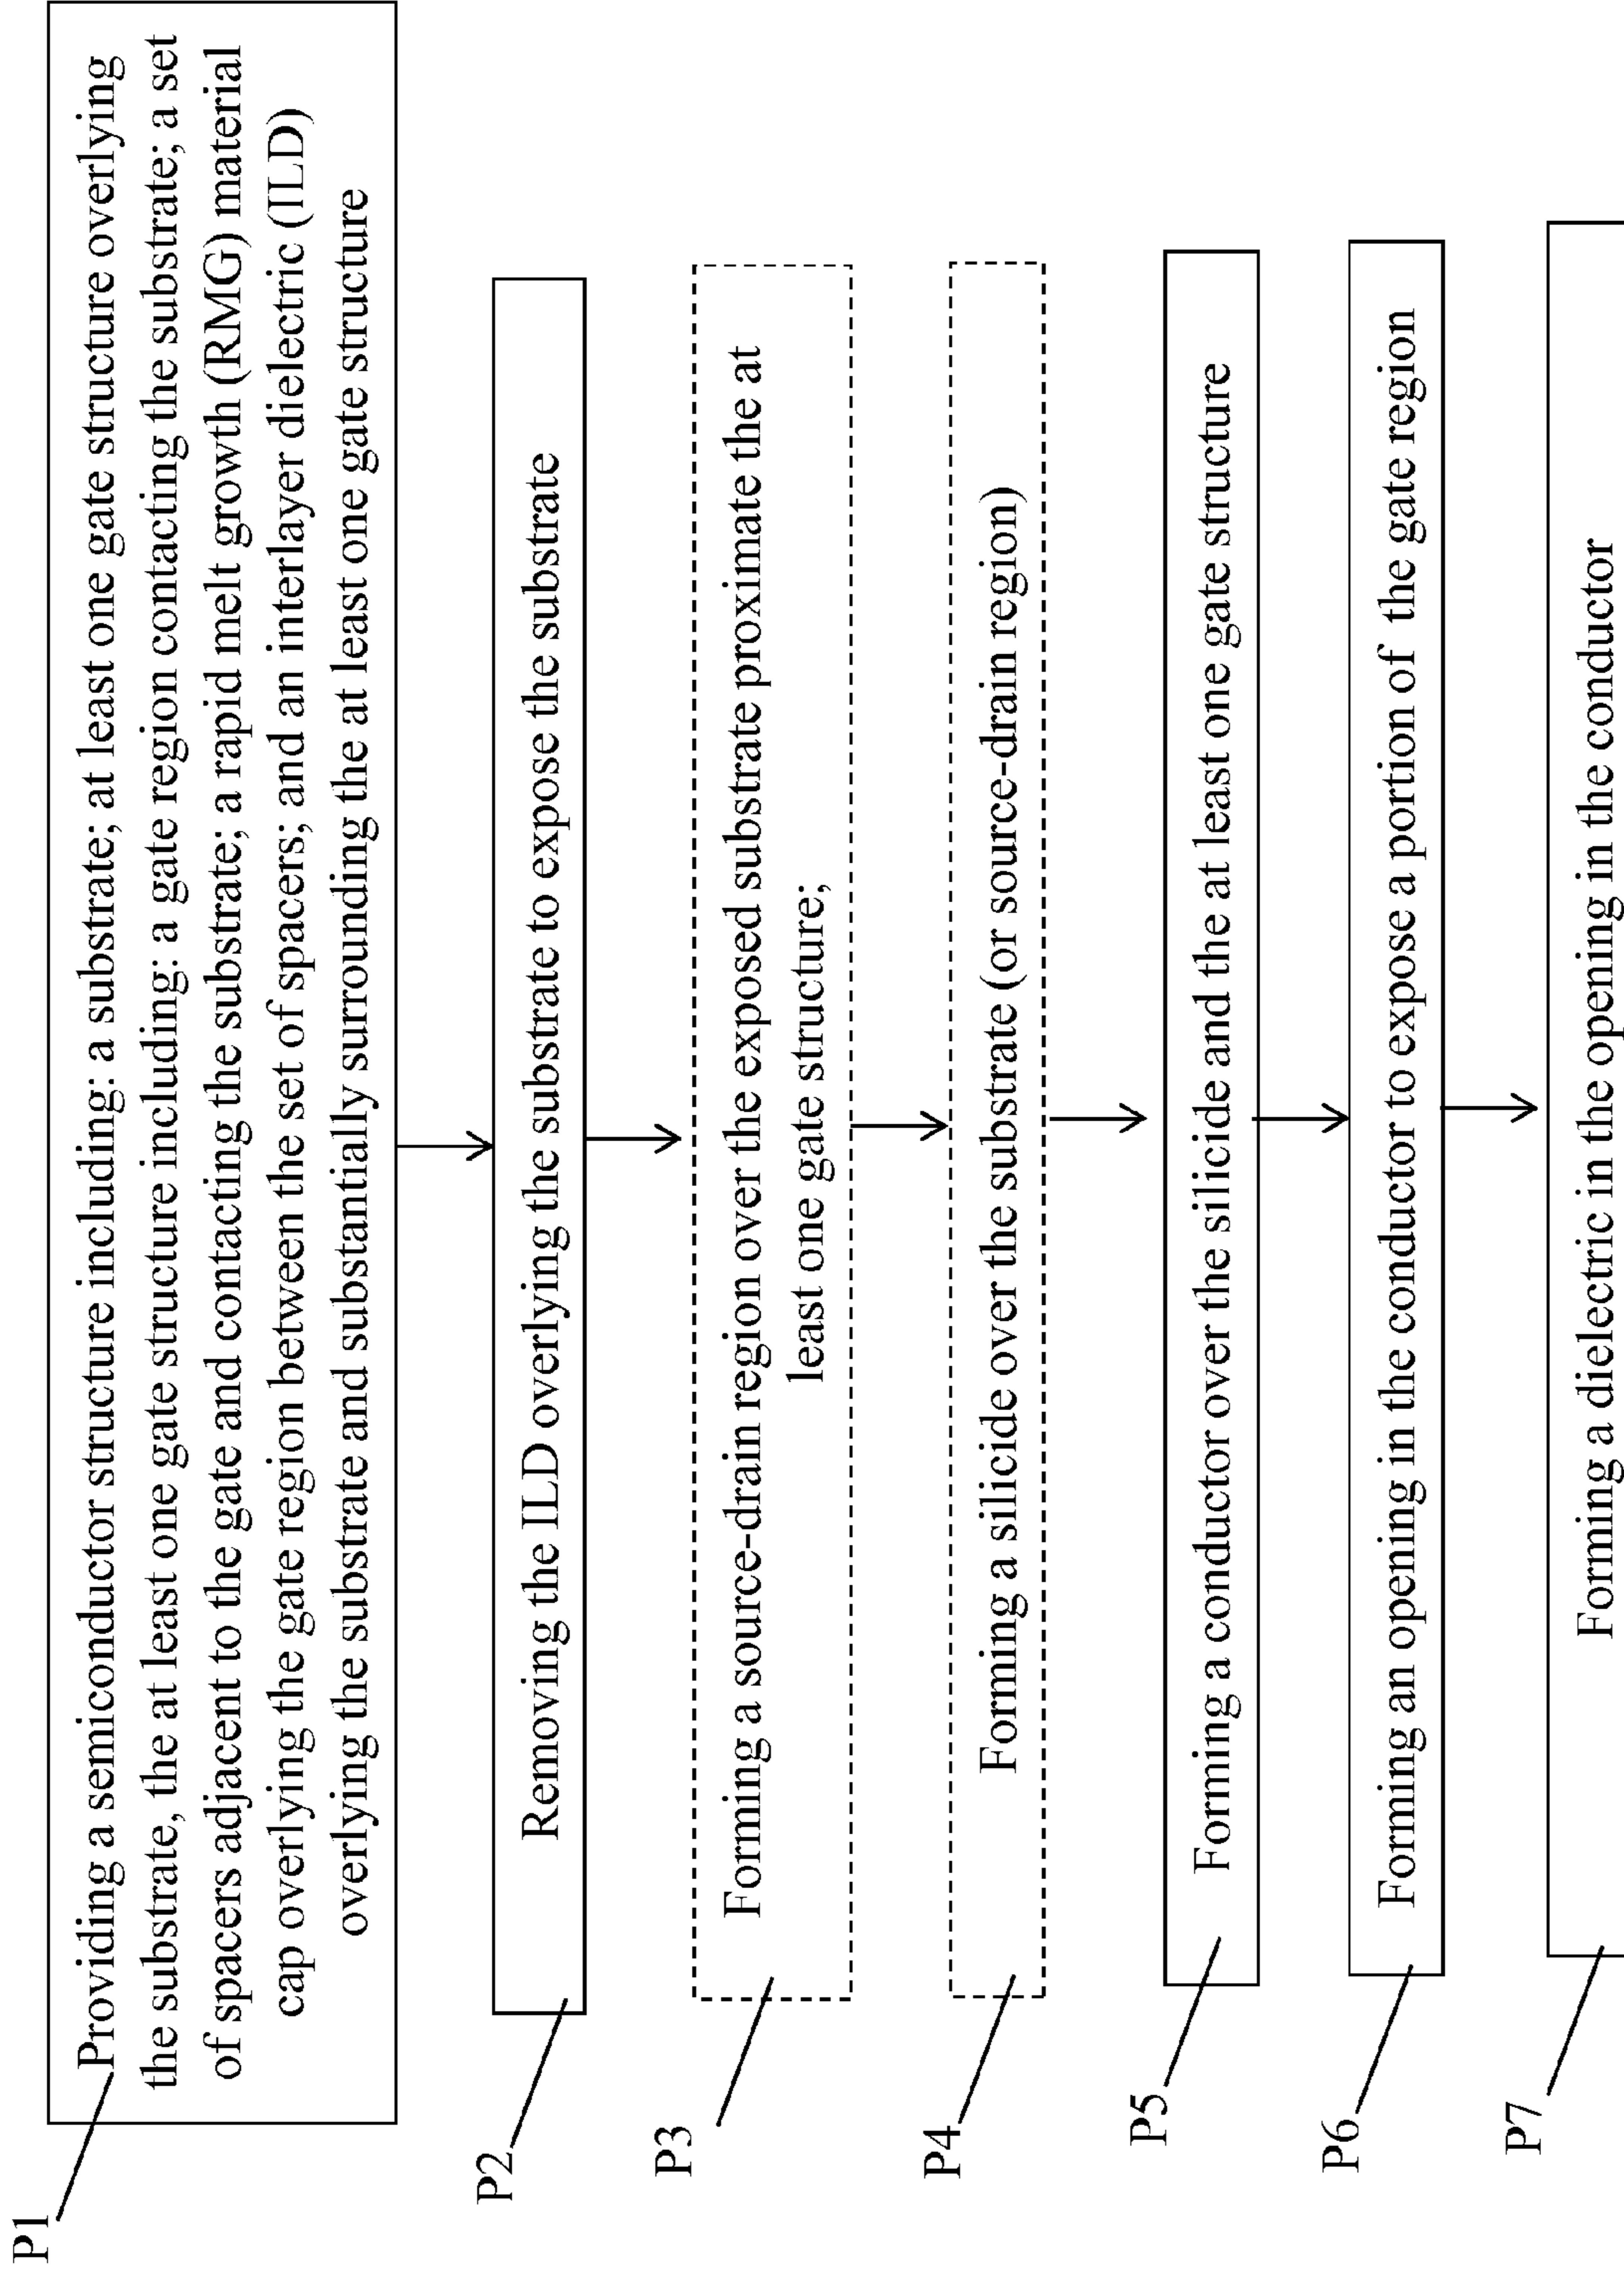 P1
Providing a semiconductor structure including: a substrate; at least one gate structure overlying
the substrate, the at least one gate structure including: a gate region contacting the substrate; a set
of spacers adjacent to the gate and contacting the substrate; a rapid melt growth (RMG) material
cap overlying the gate region between the set of spacers; and an interlayer dielectric (ILD)
overlying the substrate and substantially surrounding the at least one gate structure
P2
Removing the ILD overlying the substrate to expose the substrate
P3
Forming a source-drain region over the exposed substrate proximate the at
least one gate structure;
P4
Forming a silicide over the substrate (or source-drain region)
P5
Forming a conductor over the silicide and the at least one gate structure
P6
Forming an opening in the conductor to expose a portion of the gate region
P7
Forming a dielectric in the opening in the conductor